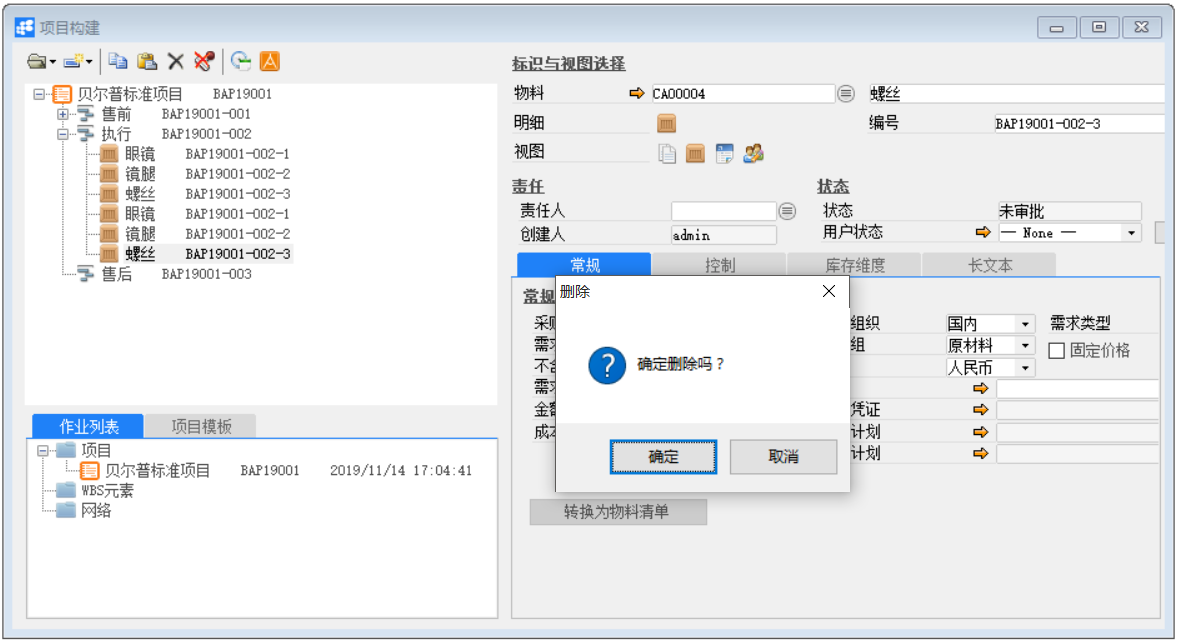 项目构建
贝尔普标准项目 BAP19001
售前 BAP19001-001
执行 BAP19001-002
眼镜 BAP19001-002-1
镜腿 BAP19001-002-2
螺丝 BAP19001-002-3
眼镜 BAP19001-002-1
镜腿 BAP19001-002-2
螺丝 BAP19001-002-3
售后 BAP19001-003
作业列表 项目模板
项目
贝尔普标准项目 BAP19001 2019/11/14 17:04:41
WBS元素
网络
标识与视图选择
物料 CA00004 螺丝
明细 编号 BAP19001-002-3
视图
责任 状态
责任人 状态 未审批
创建人 admin 用户状态 — None —
常规 控制 库存维度 长文本
常规
采 组织 国内 需求类型
需 组 原材料 固定价格
不 人民币
需
金 凭证
成 计划
计划
转换为物料清单
删除
确定删除吗？
确定 取消